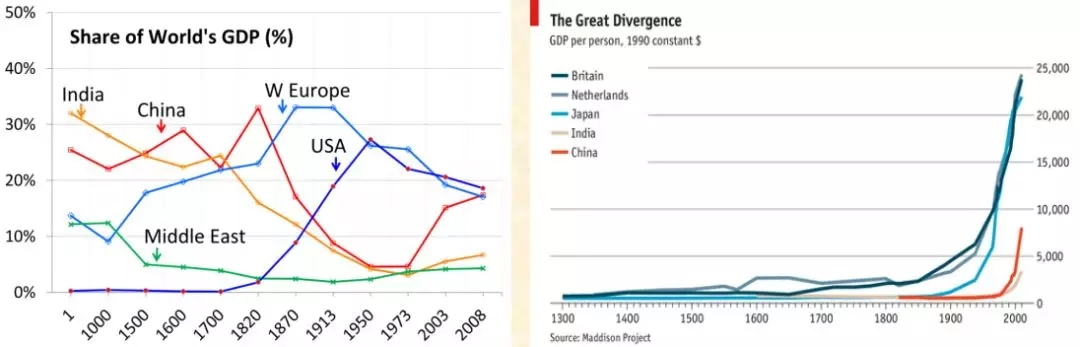 Share of World's GDP (%)
50%
40%
30%
20%
10%
0%
India
China
W Europe
USA
Middle East
1
1000
1500
1600
1700
1820
1870
1913
1950
1973
2003
2008
The Great Divergence
GDP per person, 1990 constant $
Britain
Netherlands
Japan
India
China
25,000
20,000
15,000
10,000
5,000
0
1300 1400 1500 1600 1700 1800 1900 2000
Source: Maddison Project